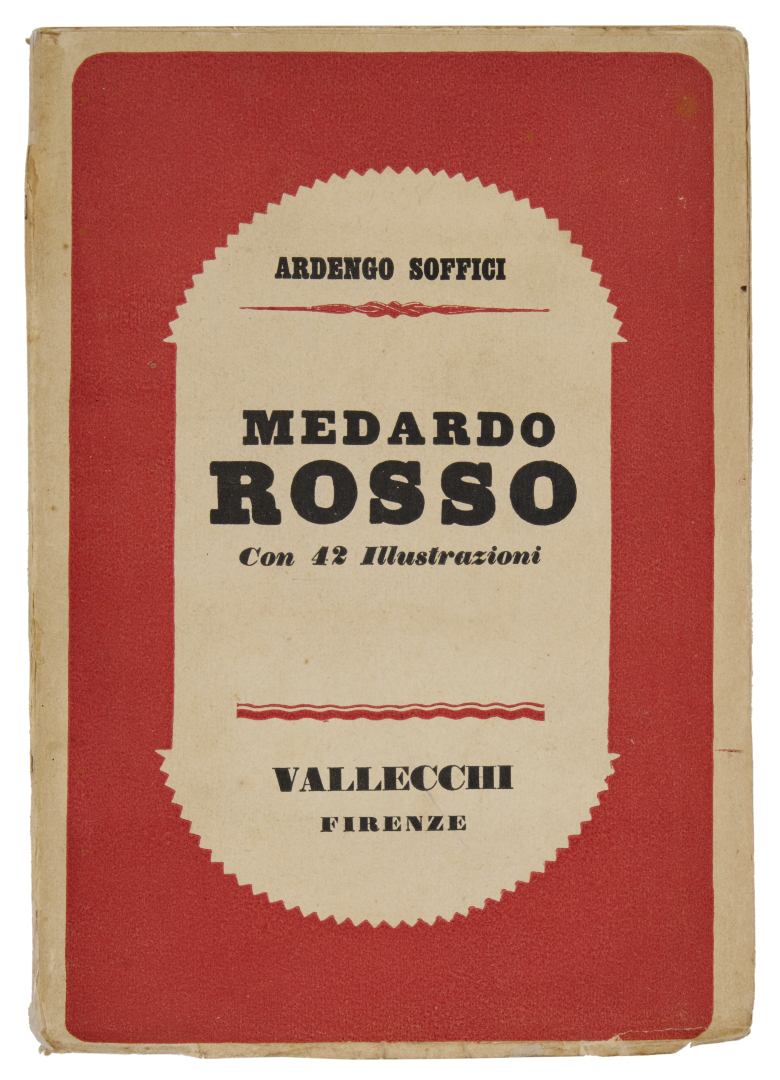 ARDENGO SOFFICI
MEDARDO
ROSSO
Con 42 Illustrazioni
VALLECCHI
FIRENZE